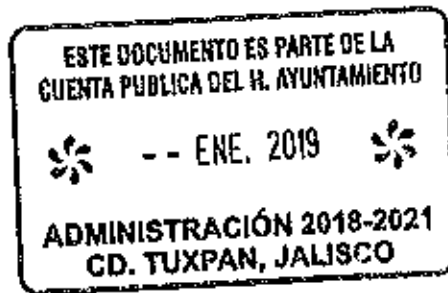 ESTE DOCUMENTO ES PARTE DE LA
CUENTA PUBLICA DEL H. AYUNTAMIENTO
-- ENE. 2019
ADMINISTRACIÓN 2018-2021
CD. TUXPAN, JALISCO